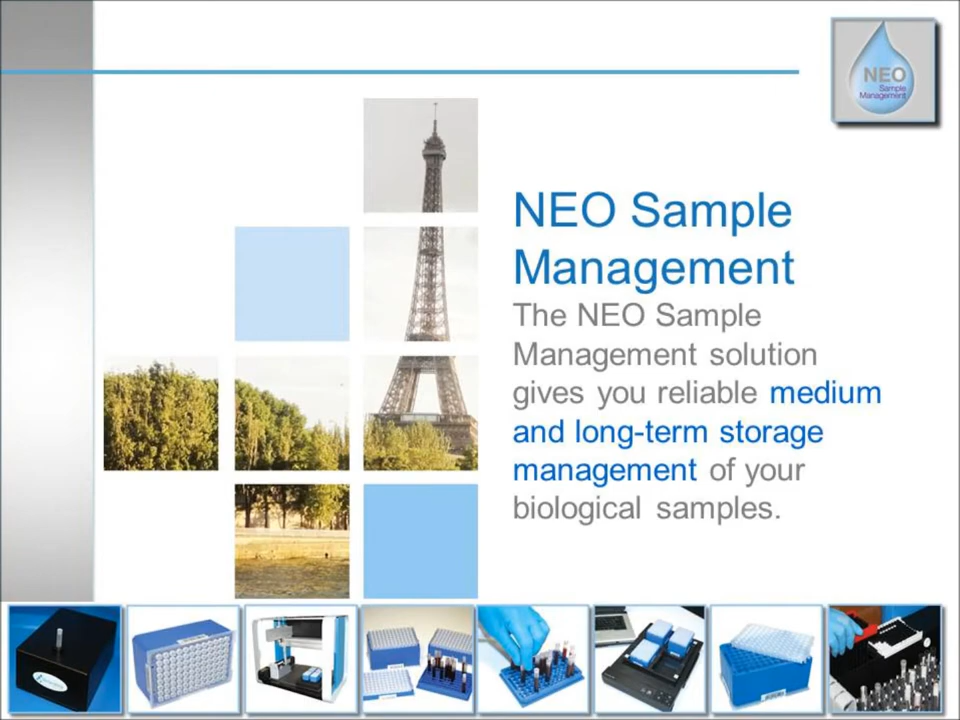 NEO
Sample
Management
NEO Sample
Management
The NEO Sample
Management solution
gives you reliable medium
and long-term storage
management of your
biological samples.